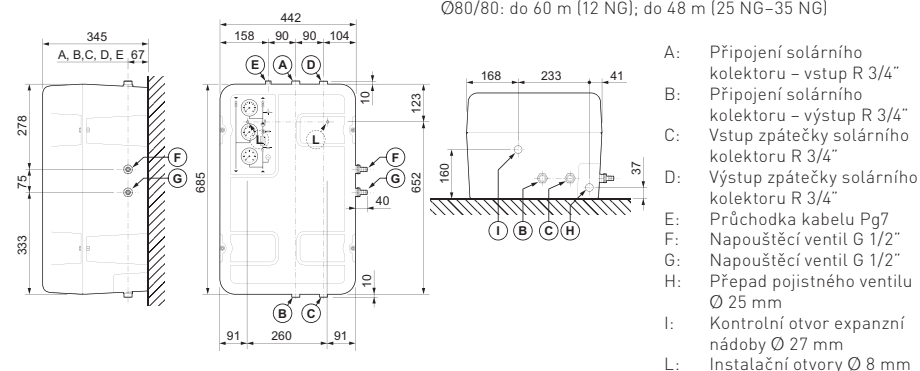 Ø80/80: do 60 m (12 NG); do 48 m (25 NG–35 NG)
345
A, B,C, D, E 67
278
75
333
F
G
442
158 90 90 104
E A D
10
123
L L
F
G
685
652
40
10
B C
91 260 91
168 233 41
160
37
I B C H
A: Připojení solárního
kolektoru – vstup R 3/4"
B: Připojení solárního
kolektoru – výstup R 3/4"
C: Vstup zpátečky solárního
kolektoru R 3/4"
D: Výstup zpátečky solárního
kolektoru R 3/4"
E: Průchodka kabelu Pg7
F: Napouštěcí ventil G 1/2"
G: Napouštěcí ventil G 1/2"
H: Přepad pojistného ventilu
Ø 25 mm
I: Kontrolní otvor expanzní
nádoby Ø 27 mm
L: Instalační otvory Ø 8 mm